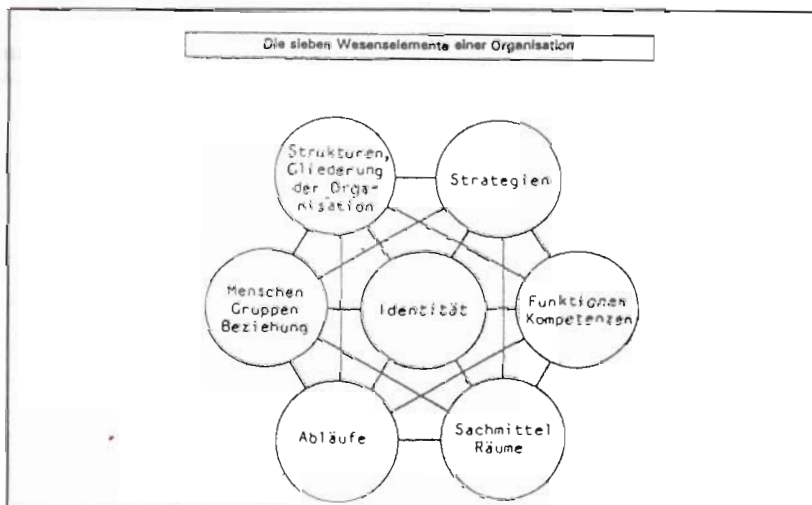 Die sieben Wesenselemente einer Organisation
Strukturen,
Gliederung
der Orga-
nisation
Strategien
Menschen
Gruppen
Beziehung
Identität
Funktionen
Kompetenzen
Abläufe
Sachmittel
Räume